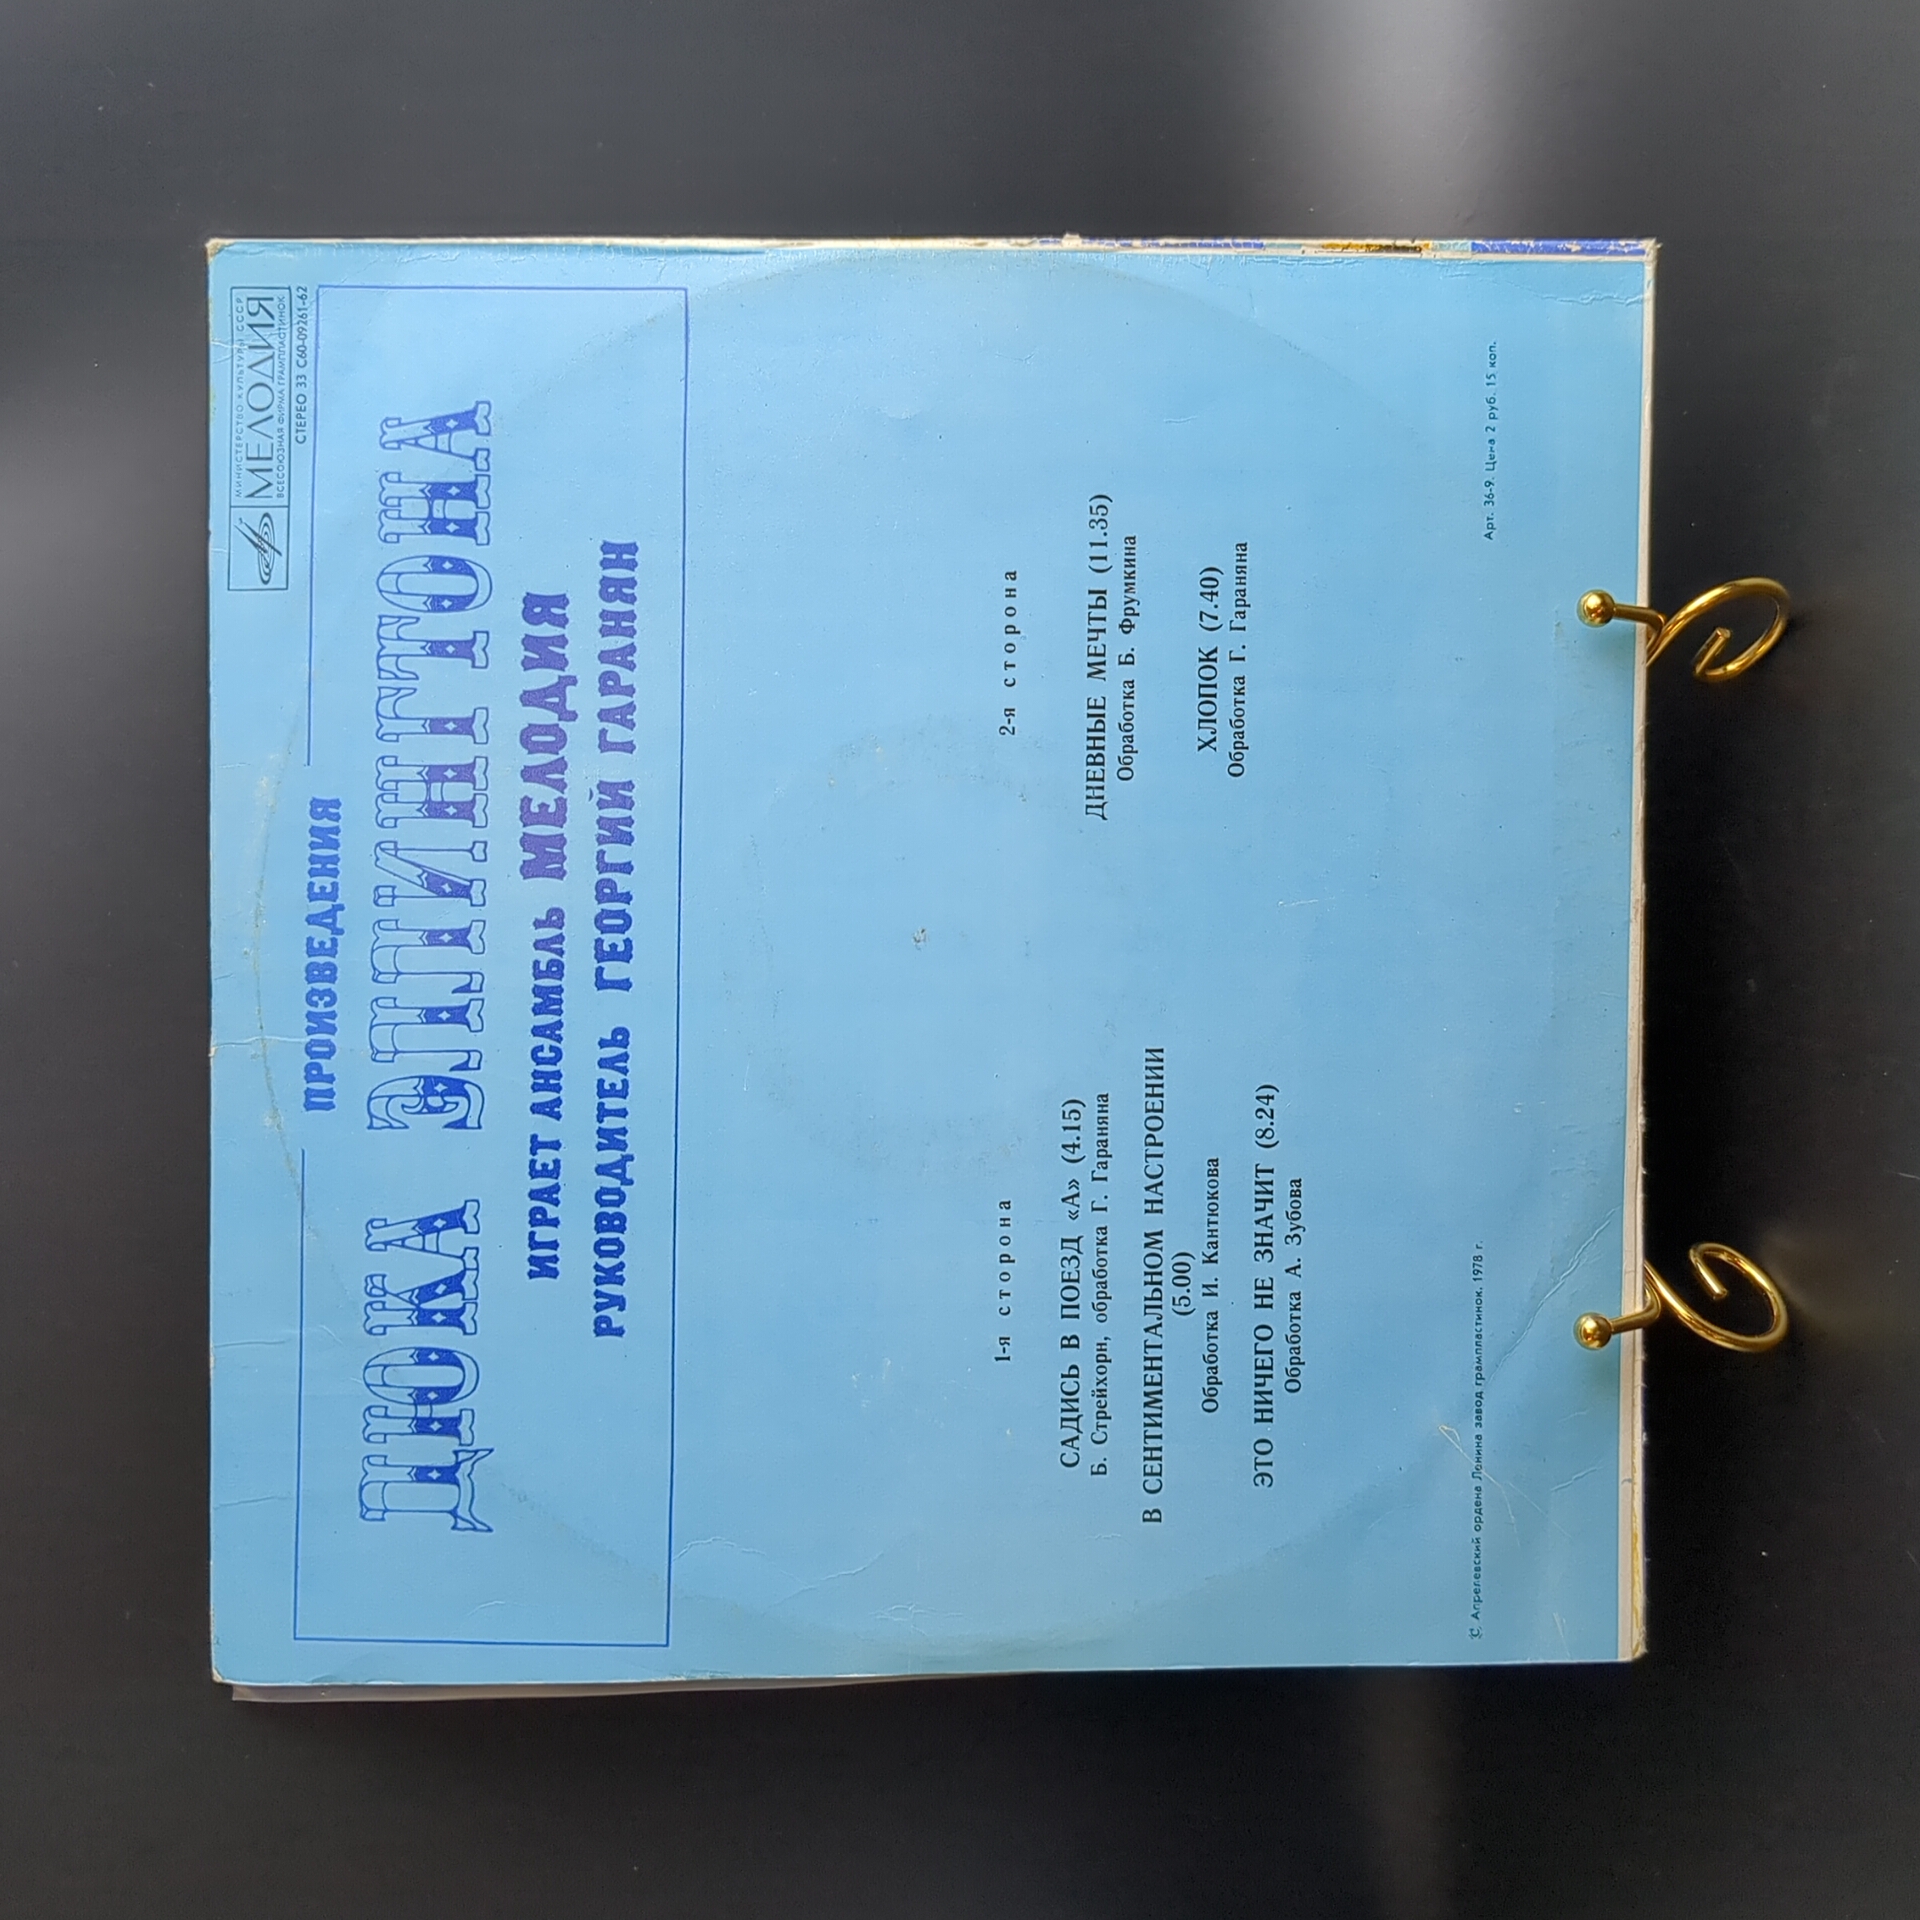 МИНИСТЕРСТВО КУЛЬТУРЫ СССР
МЕЛОДИЯ
ВСЕСОЮЗНАЯ ФИРМА ГРАМПЛАСТИНОК
СТЕРЕО 33 С60-09261-62
ПРОИЗВЕДЕНИЯ
ДЮКА ЭЛЛИНГТОНА
ИГРАЕТ АНСАМБЛЬ МЕЛОДИЯ
РУКОВОДИТЕЛЬ ГЕОРГИЙ ГАРАНЯН
1-я сторона
САДИСЬ В ПОЕЗД «А» (4.15)
Б. Стрейхорн, обработка Г. Гараняна
В СЕНТИМЕНТАЛЬНОМ НАСТРОЕНИИ
(5.00)
Обработка И. Кантюкова
ЭТО НИЧЕГО НЕ ЗНАЧИТ (8.24)
Обработка А. Зубова
2-я сторона
ДНЕВНЫЕ МЕЧТЫ (11.35)
Обработка Б. Фрумкина
ХЛОПОК (7.40)
Обработка Г. Гараняна
© Апрелевский ордена Ленина завод грампластинок, 1978 г.
Арт. 36-9. Цена 2 руб. 15 коп.